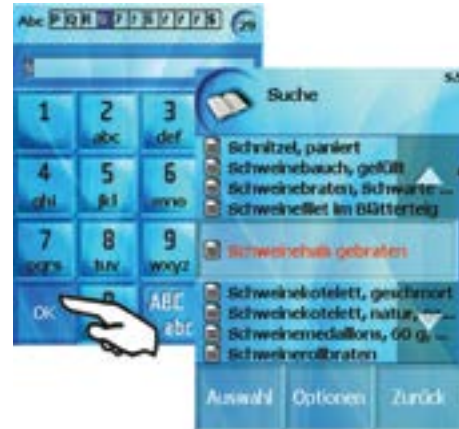 Abc
1
2
abc
3
def
4
ghi
5
jkl
6
mno
7
pqrs
8
tuv
9
wxyz
OK
ABC
abc
Suche
Schnitzel, paniert
Schweinebauch, gefüllt
Schweinebraten, Schwarte ...
Schweinefilet im Blätterteig
Schweinehals gebraten
Schweinekotelett, geschmort
Schweinekotelett, natur,
Schweinemedaillons, 60 g,
Schweinerollbraten
Auswahl Optionen Zurück